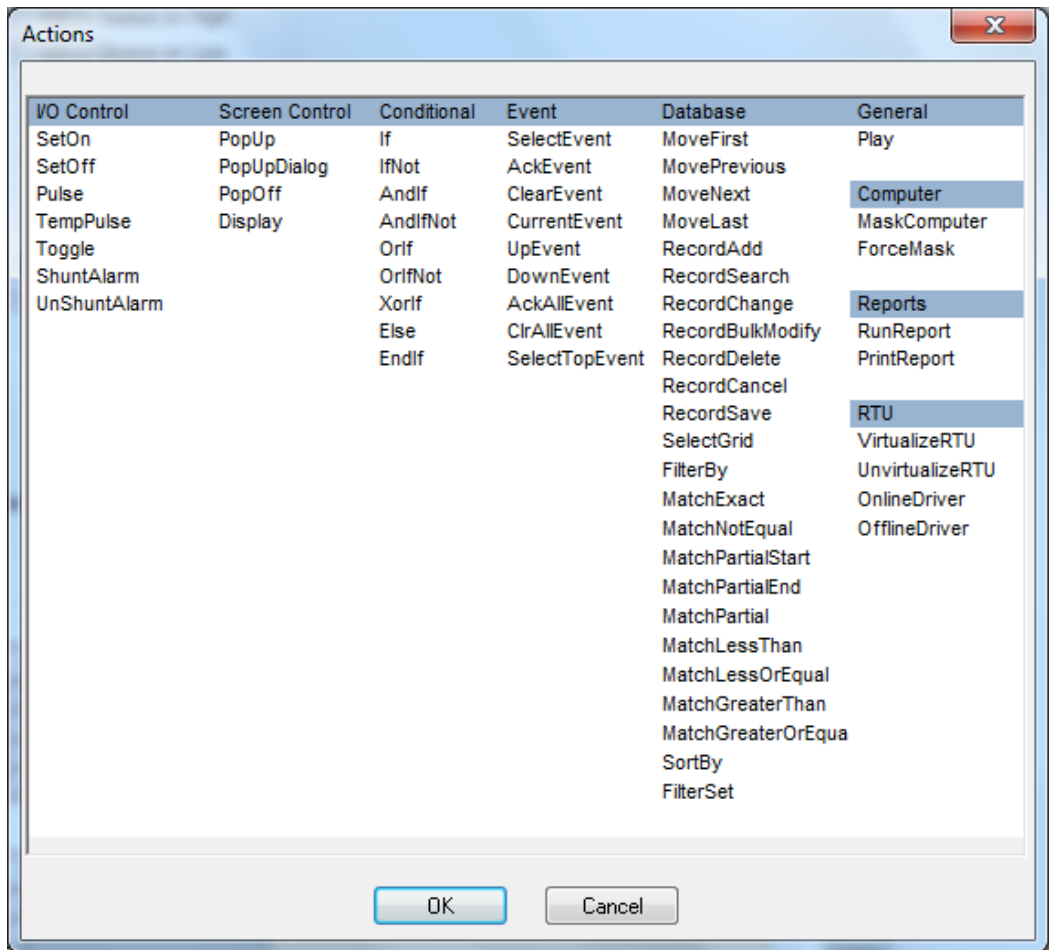 Actions
I/O Control Screen Control Conditional Event Database General
SetOn PopUp If SelectEvent MoveFirst Play
SetOff PopUpDialog IfNot AckEvent MovePrevious
Pulse PopOff AndIf ClearEvent MoveNext Computer
TempPulse Display AndIfNot CurrentEvent MoveLast MaskComputer
Toggle OrIf UpEvent RecordAdd ForceMask
ShuntAlarm OrIfNot DownEvent RecordSearch
UnShuntAlarm XorIf AckAllEvent RecordChange Reports
Else ClrAllEvent RecordBulkModify RunReport
EndIf SelectTopEvent RecordDelete PrintReport
RecordCancel
RecordSave RTU
SelectGrid VirtualizeRTU
FilterBy UnvirtualizeRTU
MatchExact OnlineDriver
MatchNotEqual OfflineDriver
MatchPartialStart
MatchPartialEnd
MatchPartial
MatchLessThan
MatchLessOrEqual
MatchGreaterThan
MatchGreaterOrEqua
SortBy
FilterSet
OK Cancel